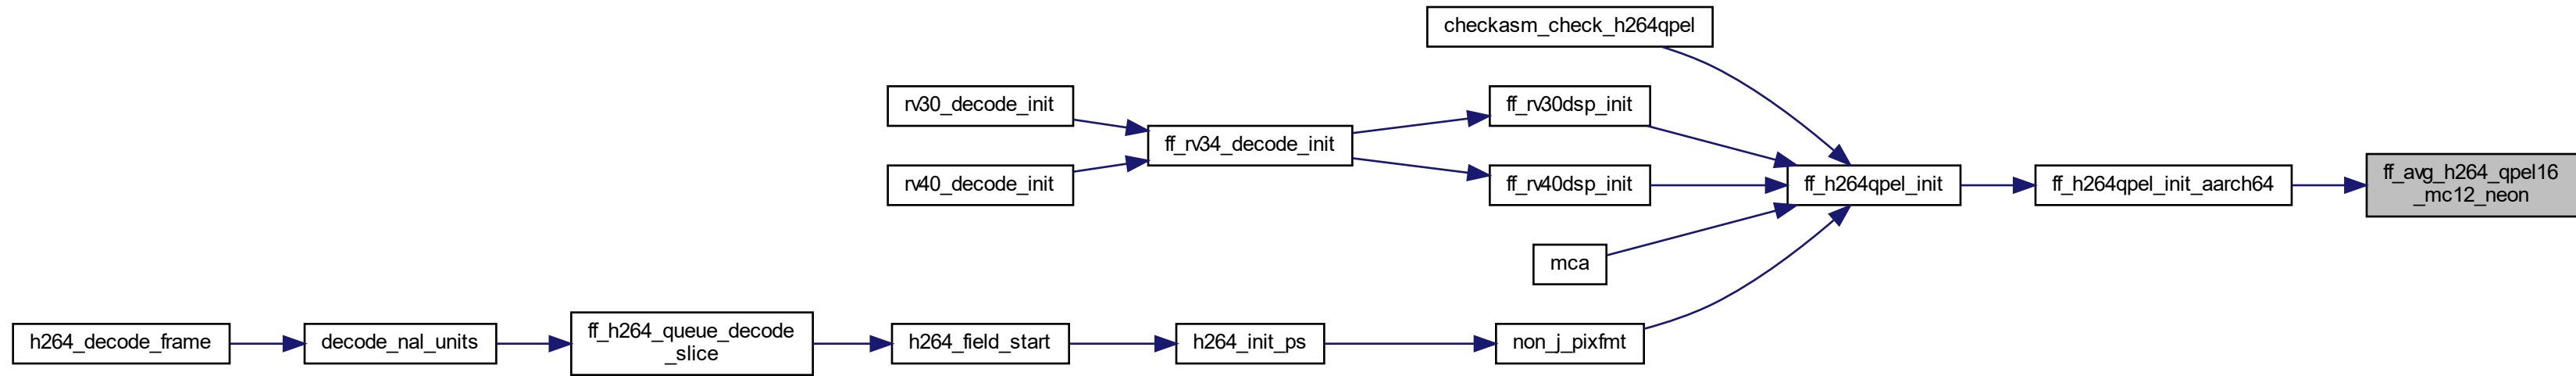 checkasm_check_h264qpel
rv30_decode_init
ff_rv30dsp_init
ff_rv34_decode_init
rv40_decode_init
ff_rv40dsp_init
ff_h264qpel_init
ff_h264qpel_init_aarch64
ff_avg_h264_qpel16
_mc12_neon
mca
h264_decode_frame
decode_nal_units
ff_h264_queue_decode
_slice
h264_field_start
h264_init_ps
non_j_pixfmt